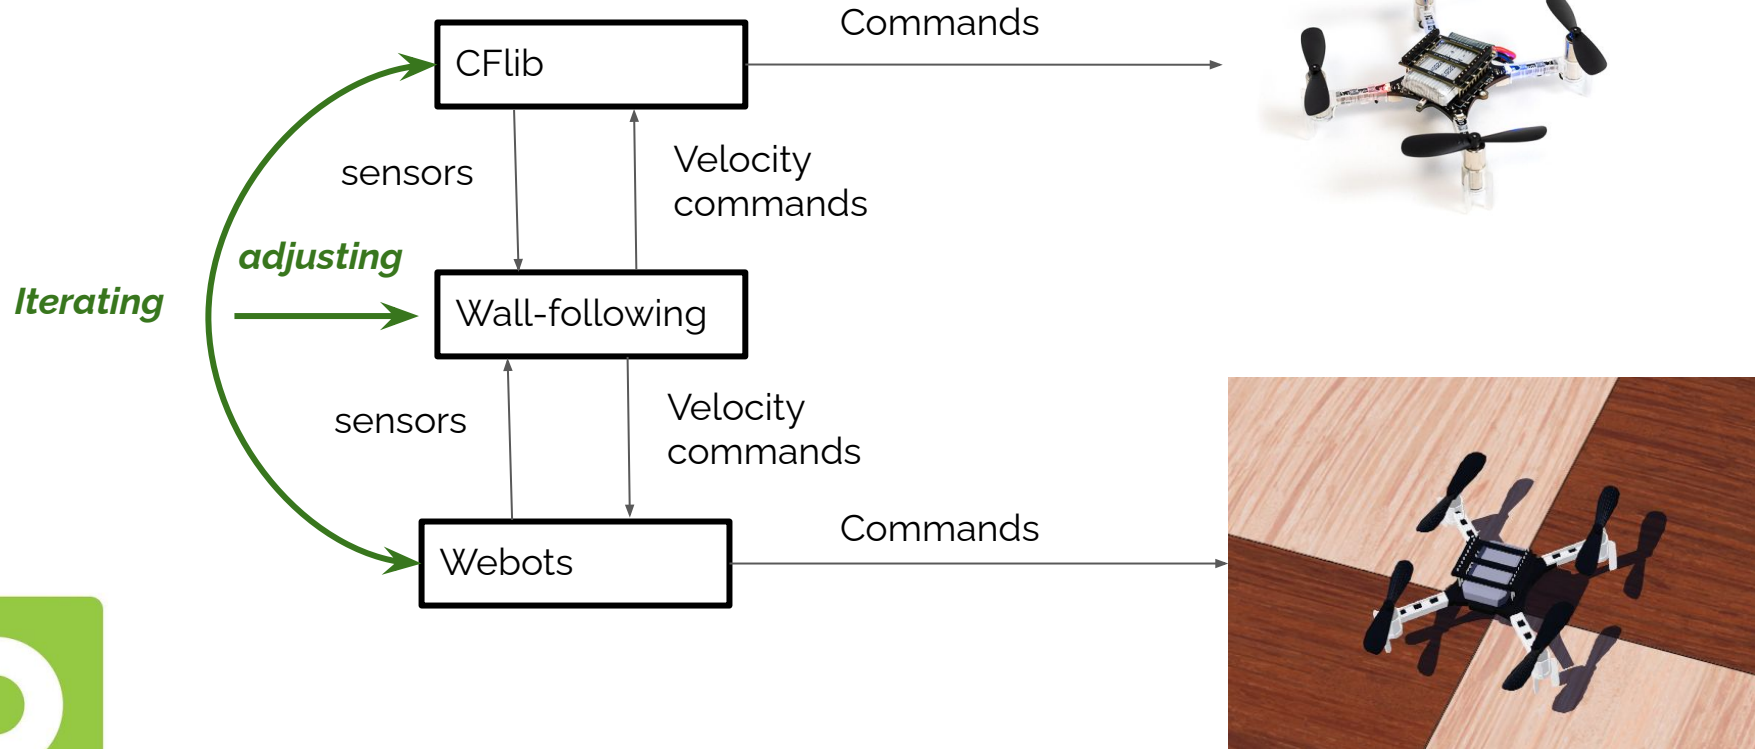 Commands
CFlib
sensors
Velocity
commands
adjusting
Iterating
Wall-following
sensors
Velocity
commands
Commands
Webots